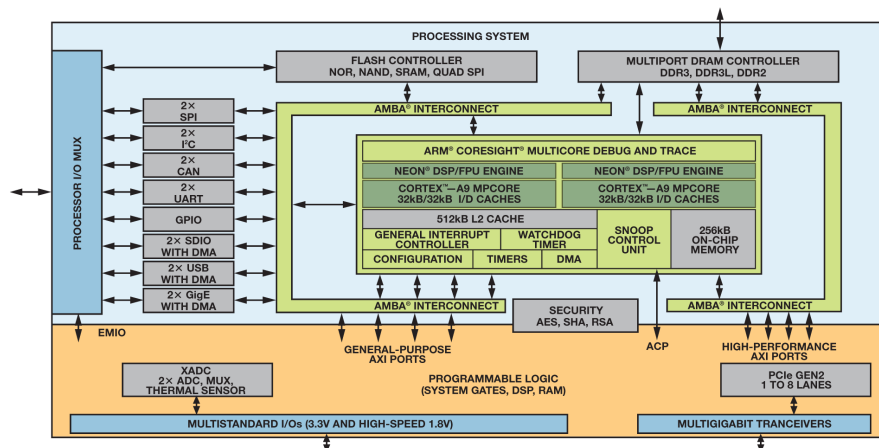 PROCESSING SYSTEM
FLASH CONTROLLER
NOR, NAND, SRAM, QUAD SPI
MULTIPORT DRAM CONTROLLER
DDR3, DDR3L, DDR2
PROCESSOR I/O MUX
2×
SPI
2×
I²C
2×
CAN
2×
UART
GPIO
2× SDIO
WITH DMA
2× USB
WITH DMA
2× GigE
WITH DMA
AMBA® INTERCONNECT
AMBA® INTERCONNECT
ARM® CORESIGHT® MULTICORE DEBUG AND TRACE
NEON® DSP/FPU ENGINE
NEON® DSP/FPU ENGINE
CORTEX™—A9 MPCORE
32kB/32kB I/D CACHES
CORTEX™—A9 MPCORE
32kB/32kB I/D CACHES
512kB L2 CACHE
GENERAL INTERRUPT
CONTROLLER
WATCHDOG
TIMER
CONFIGURATION
TIMERS
DMA
SNOOP
CONTROL
UNIT
256kB
ON-CHIP
MEMORY
AMBA® INTERCONNECT
AMBA® INTERCONNECT
SECURITY
AES, SHA, RSA
EMIO
GENERAL-PURPOSE
AXI PORTS
ACP
HIGH-PERFORMANCE
AXI PORTS
XADC
2× ADC, MUX,
THERMAL SENSOR
PROGRAMMABLE LOGIC
(SYSTEM GATES, DSP, RAM)
PCIe GEN2
1 TO 8 LANES
MULTISTANDARD I/Os (3.3V AND HIGH-SPEED 1.8V)
MULTIGIGABIT TRANCEIVERS